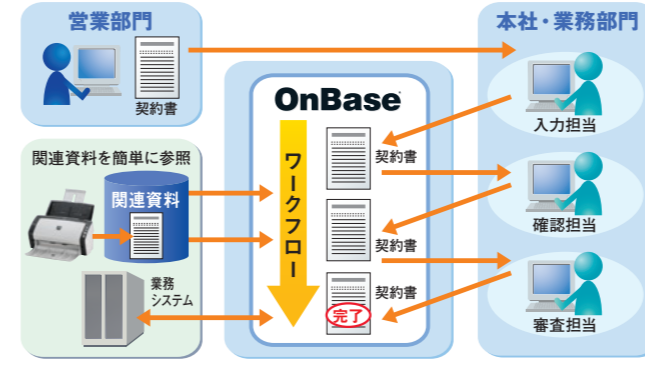 営業部門
契約書
本社・業務部門
入力担当
確認担当
審査担当
OnBase
ワークフロー
契約書
契約書
契約書
完了
関連資料を簡単に参照
関連資料
業務
システム